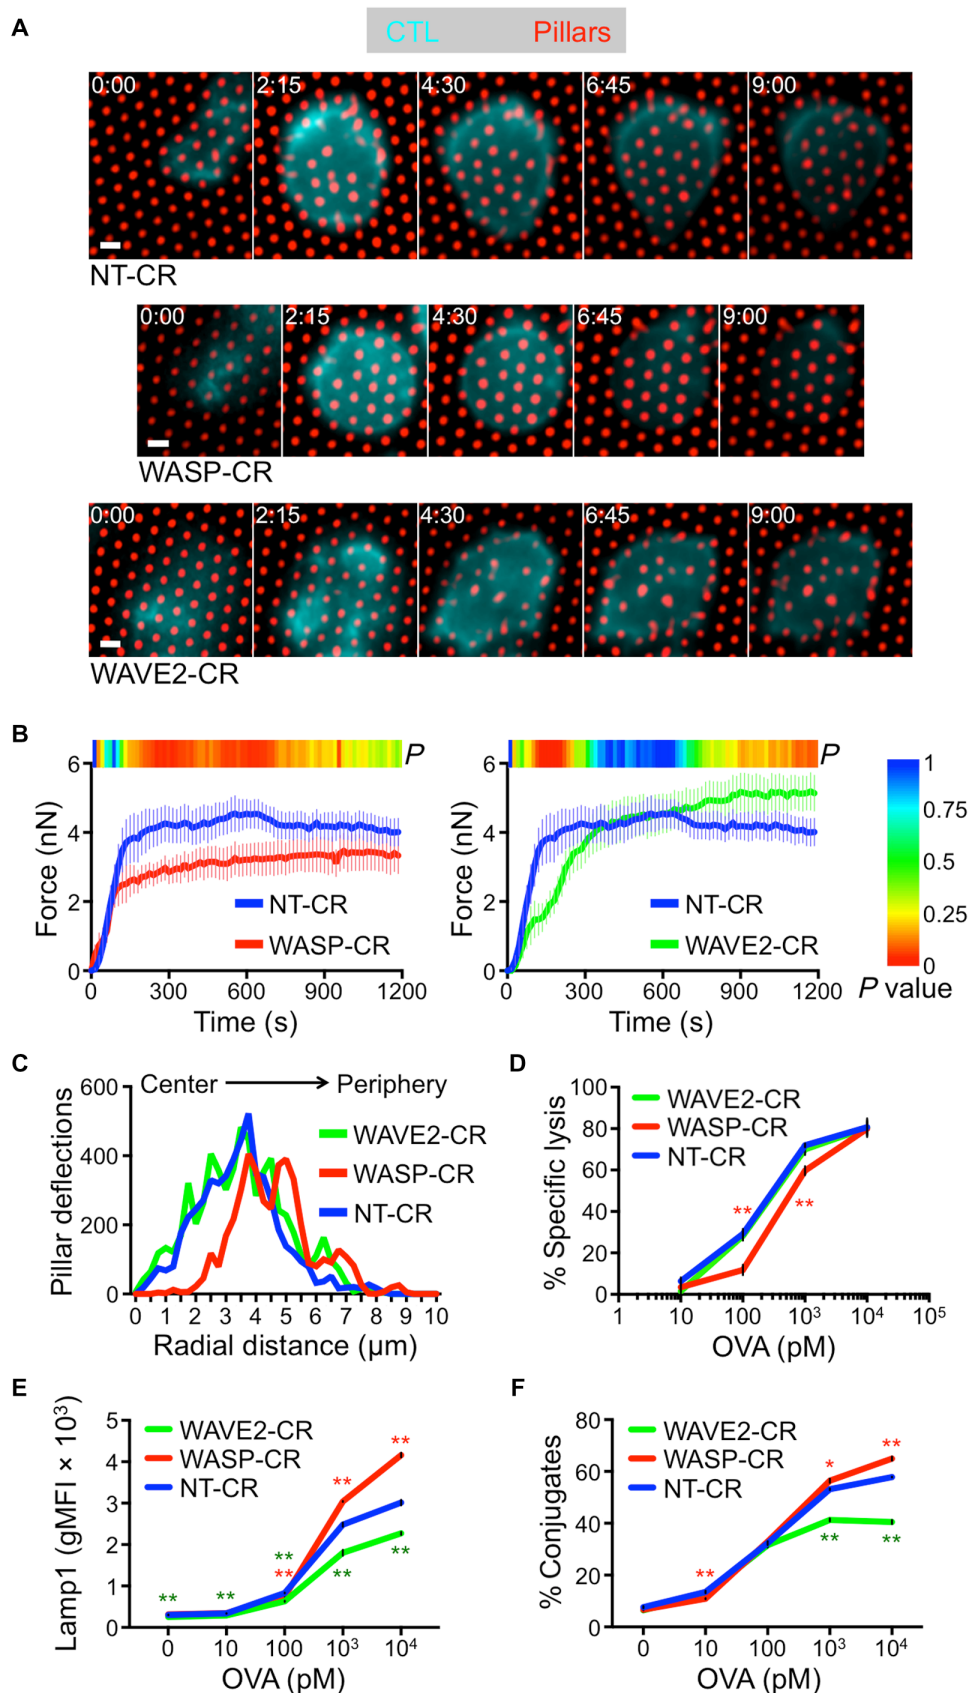 A
CTL Pillars
0:00 2:15 4:30 6:45 9:00
NT-CR
0:00 2:15 4:30 6:45 9:00
WASP-CR
0:00 2:15 4:30 6:45 9:00
WAVE2-CR
B
P
6
4
2
0
Force (nN)
NT-CR
WASP-CR
0 300 600 900 1200
Time (s)
P
6
4
2
0
Force (nN)
NT-CR
WAVE2-CR
0 300 600 900 1200
Time (s)
1
0.75
0.5
0.25
0
P value
C
Center Periphery
600
400
200
0
Pillar deflections
WAVE2-CR
WASP-CR
NT-CR
0 1 2 3 4 5 6 7 8 9 10
Radial distance (µm)
D
100
80
60
40
20
0
% Specific lysis
WAVE2-CR
WASP-CR
NT-CR
**
**
1 10 100 10³ 10⁴ 10⁵
OVA (pM)
E
5
4
3
2
1
0
Lamp1 (gMFI × 10³)
WAVE2-CR
WASP-CR
NT-CR
**
**
**
**
**
**
**
**
0 10 100 10³ 10⁴
OVA (pM)
F
80
60
40
20
0
% Conjugates
WAVE2-CR
WASP-CR
NT-CR
**
*
**
**
**
0 10 100 10³ 10⁴
OVA (pM)